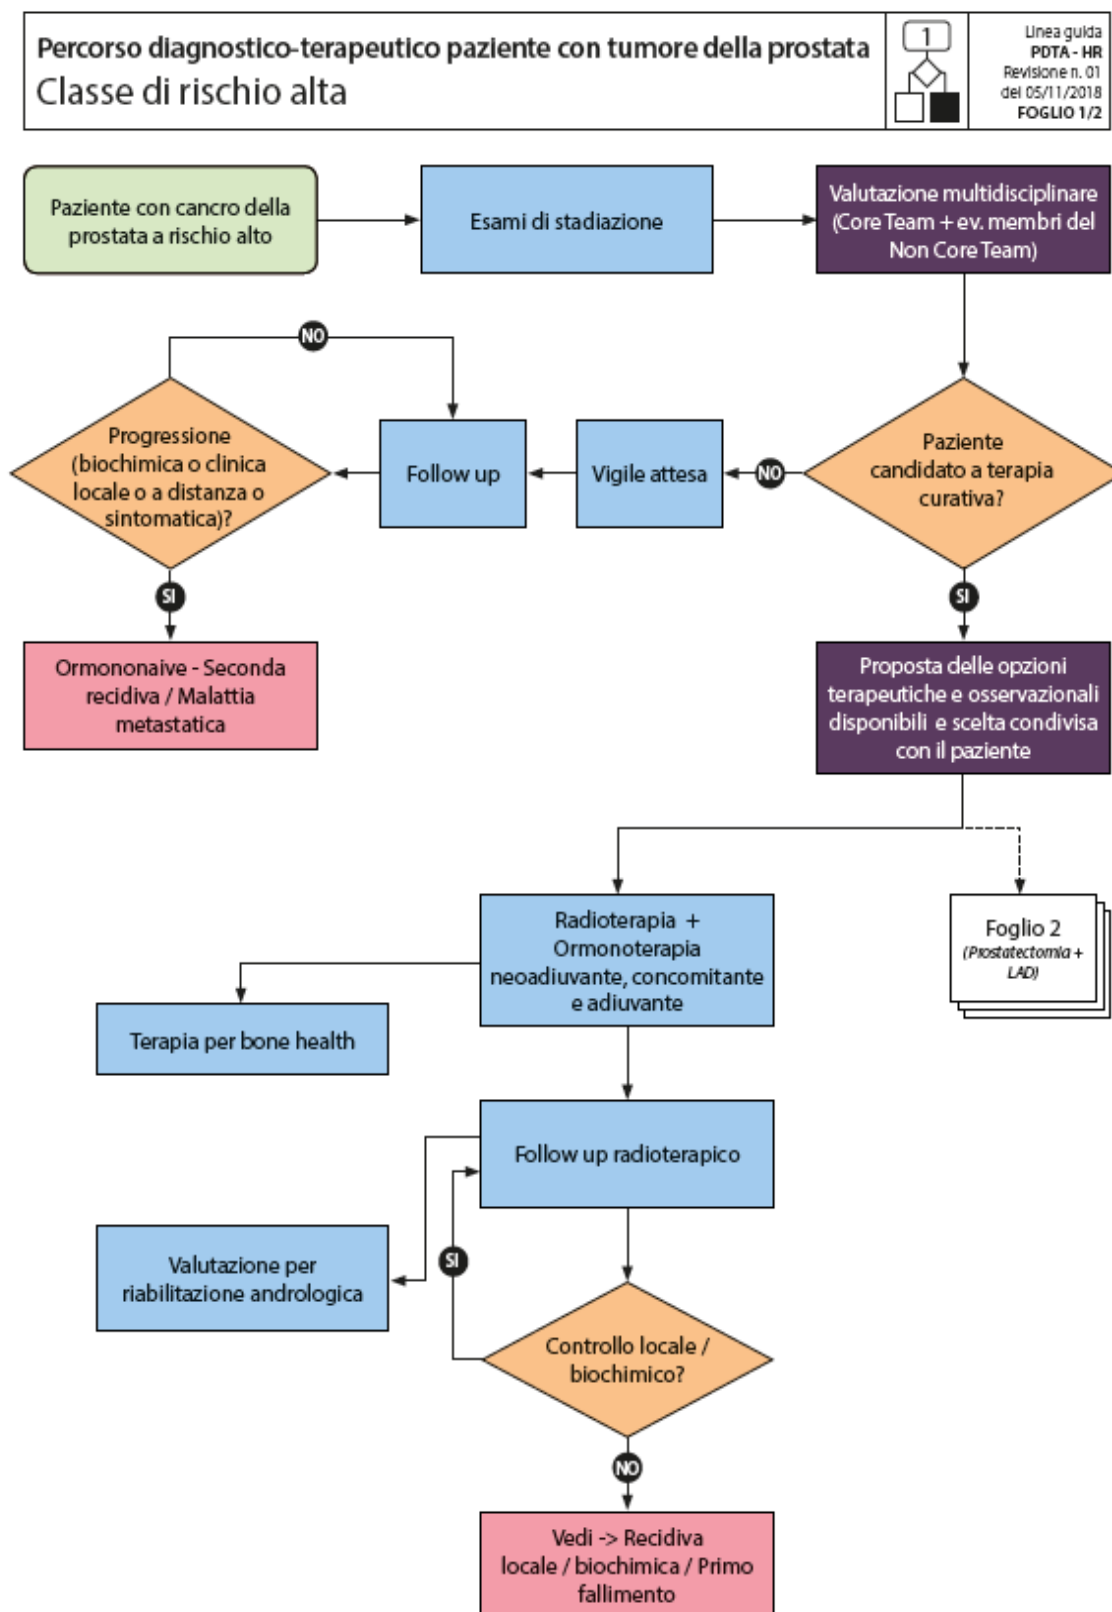 Percorso diagnostico-terapeutico paziente con tumore della prostata
Classe di rischio alta
1
Linea guida
PDTA - HR
Revisione n. 01
del 05/11/2018
FOGLIO 1/2
Paziente con cancro della
prostata a rischio alto
Esami di stadiazione
Valutazione multidisciplinare
(Core Team + ev. membri del
Non Core Team)
NO
Progressione
(biochimica o clinica
locale o a distanza o
sintomatica)?
Follow up
Vigile attesa
NO
Paziente
candidato a terapia
curativa?
SI
SI
Ormononaive - Seconda
recidiva / Malattia
metastatica
Proposta delle opzioni
terapeutiche e osservazionali
disponibili e scelta condivisa
con il paziente
Radioterapia +
Ormonoterapia
neoadiuvante, concomitante
e adiuvante
Foglio 2
(Prostatectomia +
LAD)
Terapia per bone health
Follow up radioterapico
Valutazione per
riabilitazione andrologica
SI
Controllo locale /
biochimico?
NO
Vedi -> Recidiva
locale / biochimica / Primo
fallimento